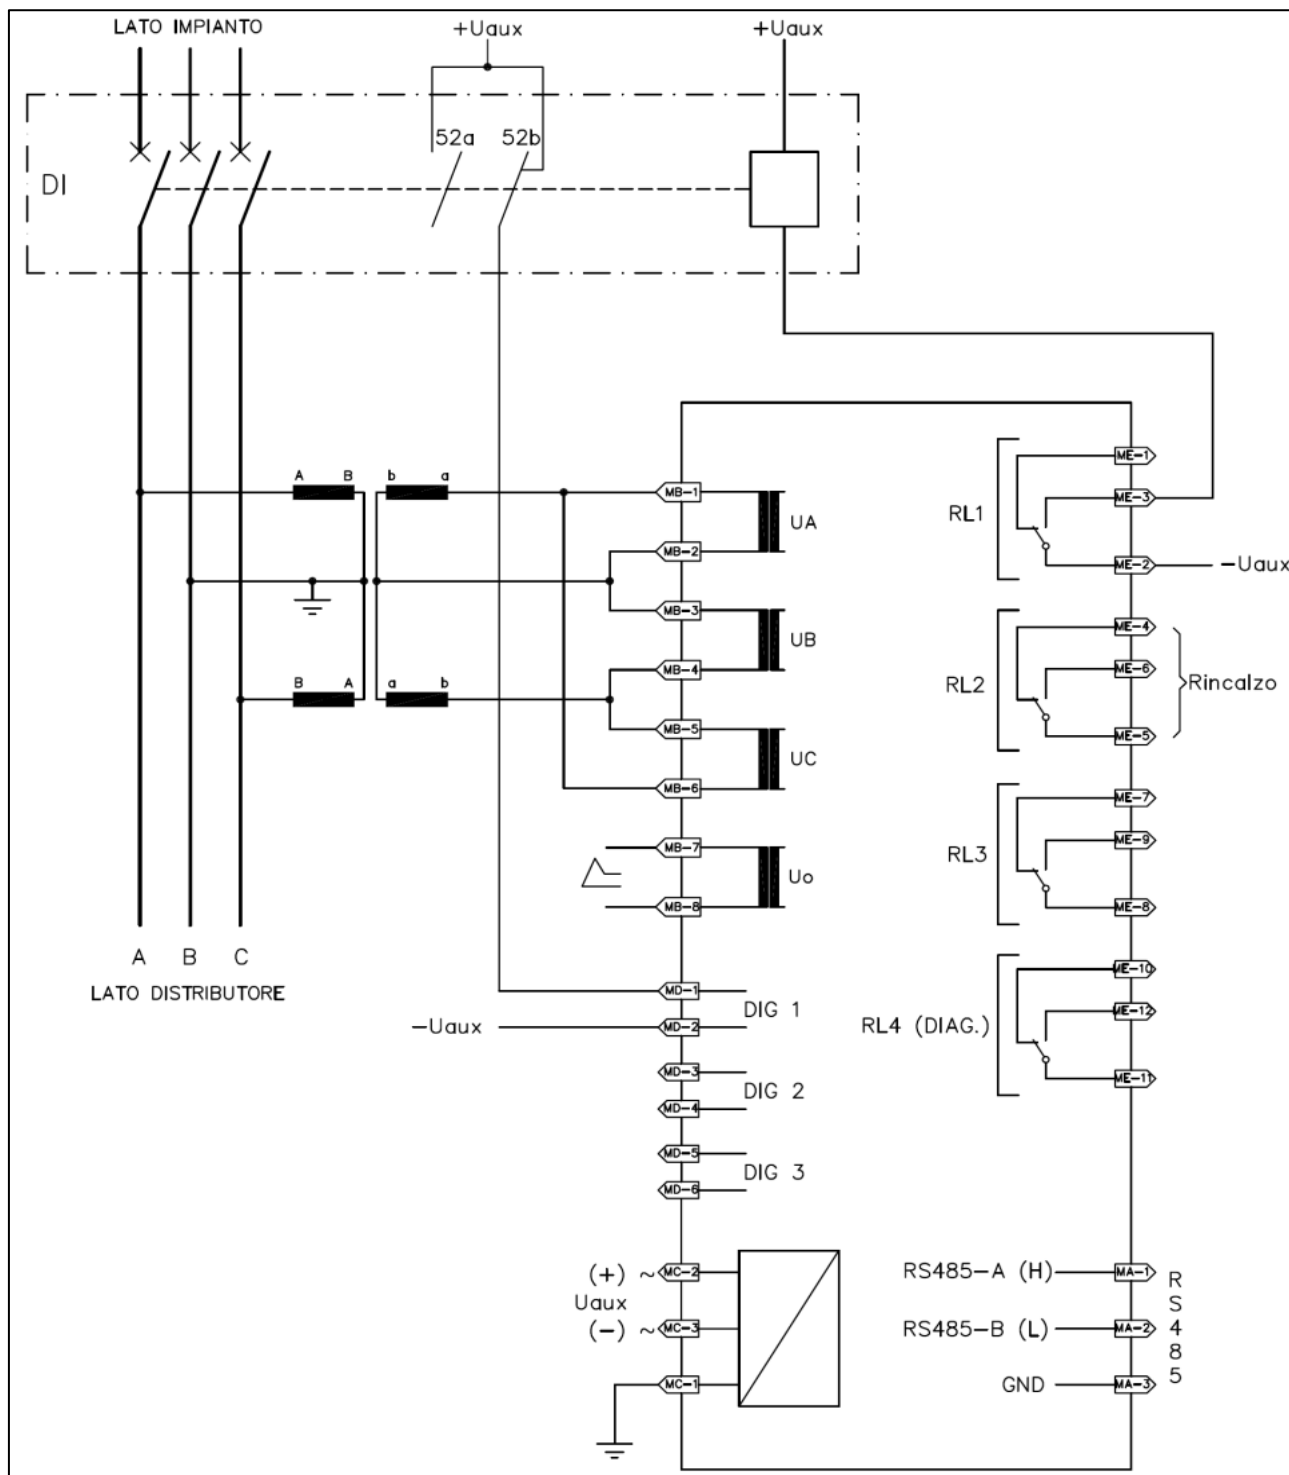 LATO IMPIANTO
+Uaux
+Uaux
52a
52b
DI
A
B
b
a
B
A
a
b
MB-1
MB-2
UA
MB-3
MB-4
UB
MB-5
MB-6
UC
MB-7
MB-8
Uo
ME-1
ME-3
ME-2
RL1
-Uaux
ME-4
ME-6
ME-5
RL2
Rincalzo
ME-7
ME-9
ME-8
RL3
ME-10
ME-12
ME-11
RL4 (DIAG.)
A B C
LATO DISTRIBUTORE
MD-1
DIG 1
-Uaux
MD-2
MD-3
DIG 2
MD-4
MD-5
DIG 3
MD-6
(+) ~
MC-2
Uaux
(-) ~
MC-3
MC-1
RS485-A (H)
MA-1
RS485-B (L)
MA-2
GND
MA-3
RS485